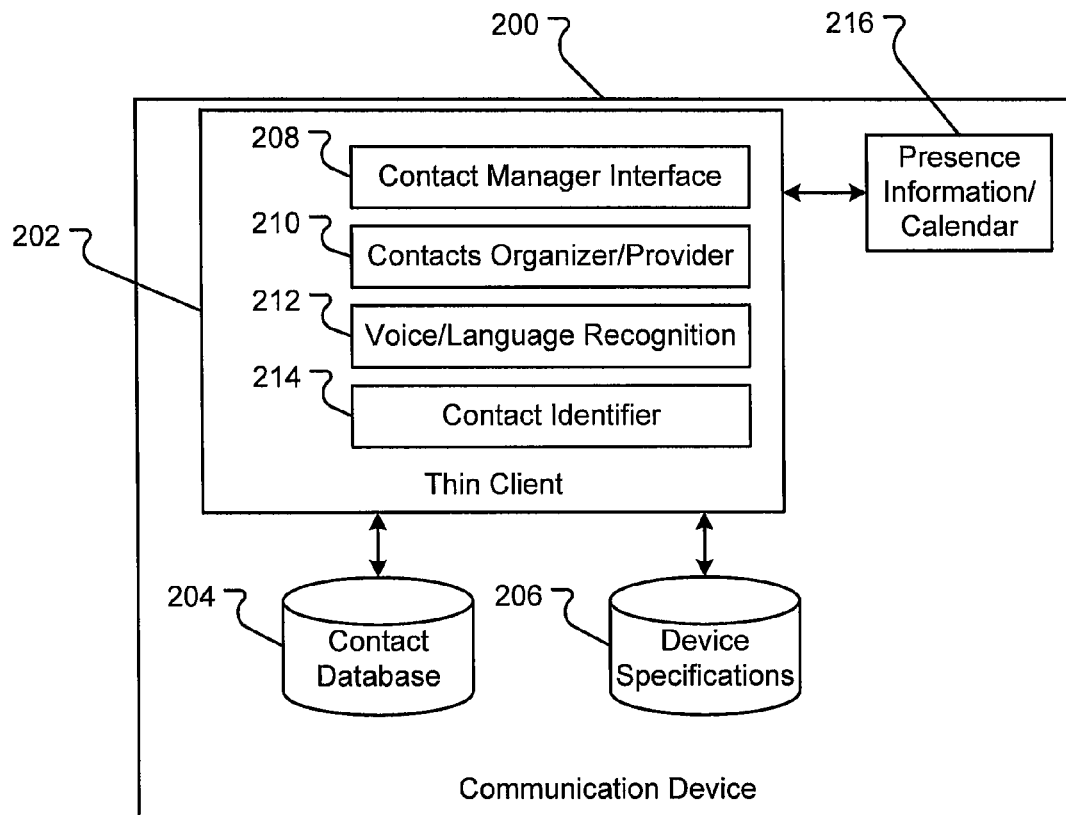 200
216
208
Contact Manager Interface
Presence
Information/
Calendar
202
210
Contacts Organizer/Provider
212
Voice/Language Recognition
214
Contact Identifier
Thin Client
204
Contact
Database
206
Device
Specifications
Communication Device